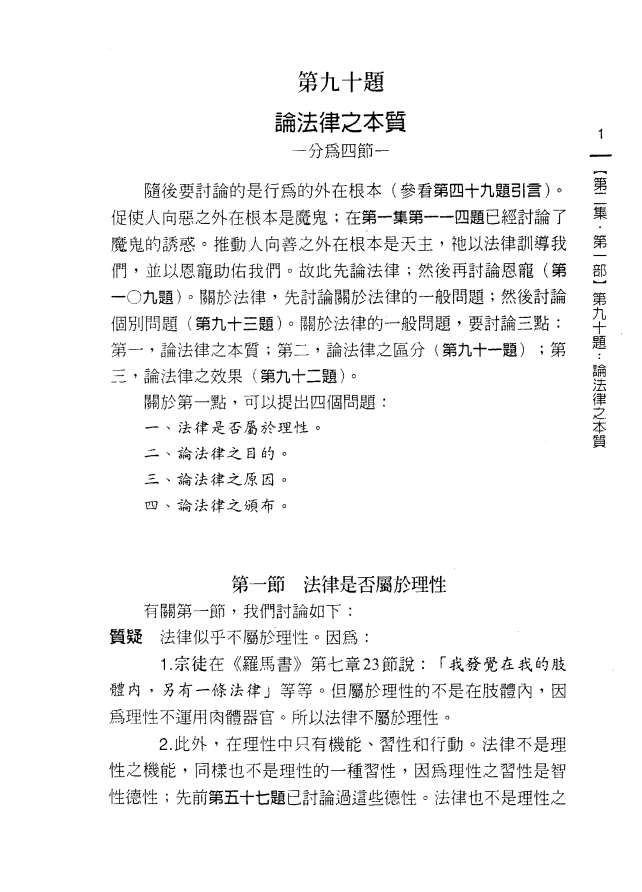 第九十題
論法律之本質
—分為四節—
隨後要討論的是行為的外在根本（參看第四十九題引言）。
促使人向惡之外在根本是魔鬼；在第一集第一一四題已經討論了
魔鬼的誘惑。推動人向善之外在根本是天主，祂以法律訓導我
們，並以恩寵助佑我們。故此先論法律；然後再討論恩寵（第
一○九題）。關於法律，先討論關於法律的一般問題；然後討論
個別問題（第九十三題）。關於法律的一般問題，要討論三點：
第一，論法律之本質；第二，論法律之區分（第九十一題）；第
三，論法律之效果（第九十二題）。
關於第一點，可以提出四個問題：
一、法律是否屬於理性。
二、論法律之目的。
三、論法律之原因。
四、論法律之頒布。
第一節　法律是否屬於理性
有關第一節，我們討論如下：
質疑　法律似乎不屬於理性。因為：
1.宗徒在《羅馬書》第七章23節說：「我發覺在我的肢
體內，另有一條法律」等等。但屬於理性的不是在肢體內，因
為理性不運用肉體器官。所以法律不屬於理性。
2.此外，在理性中只有機能、習性和行動。法律不是理
性之機能，同樣也不是理性的一種習性，因為理性之習性是智
性德性；先前第五十七題已討論過這些德性。法律也不是理性之
1
【第二集．第一部】第九十題：論法律之本質